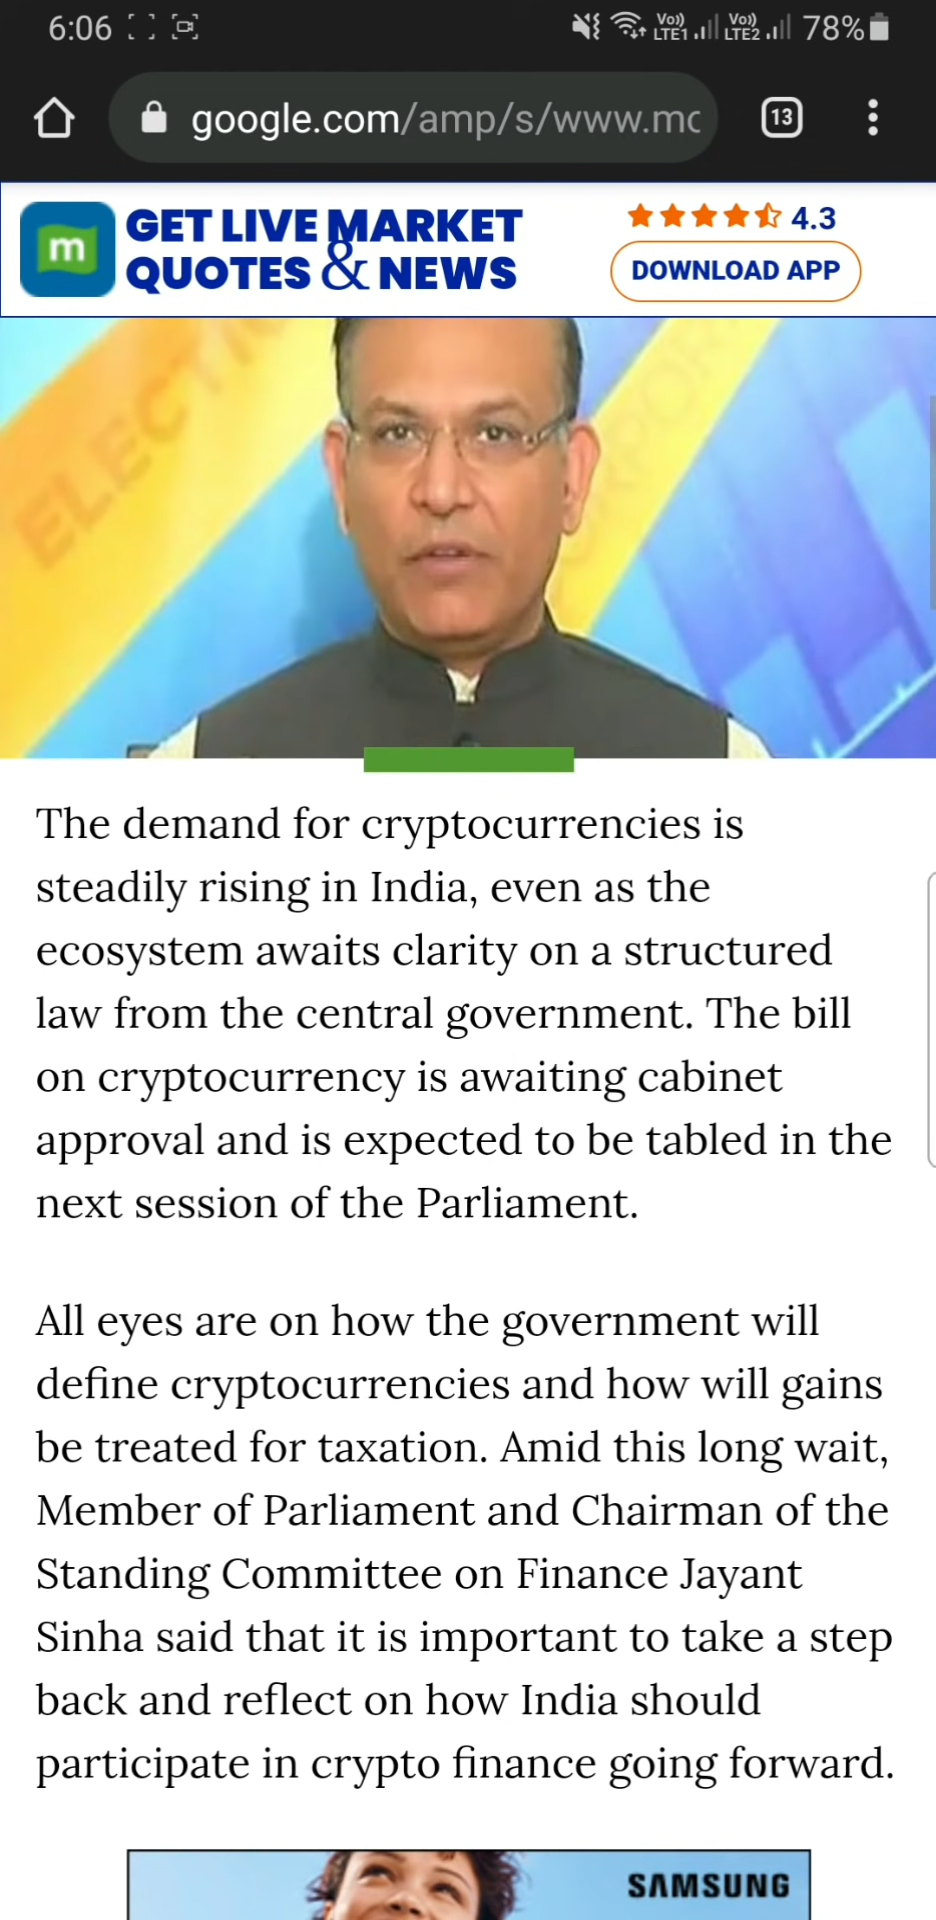 6:06
Vo)) LTE1 Vo)) LTE2 78%
google.com/amp/s/www.mc
13
m
GET LIVE MARKET
QUOTES & NEWS
4.3
DOWNLOAD APP
ELECTI
The demand for cryptocurrencies is
steadily rising in India, even as the
ecosystem awaits clarity on a structured
law from the central government. The bill
on cryptocurrency is awaiting cabinet
approval and is expected to be tabled in the
next session of the Parliament.
All eyes are on how the government will
define cryptocurrencies and how will gains
be treated for taxation. Amid this long wait,
Member of Parliament and Chairman of the
Standing Committee on Finance Jayant
Sinha said that it is important to take a step
back and reflect on how India should
participate in crypto finance going forward.
SAMSUNG